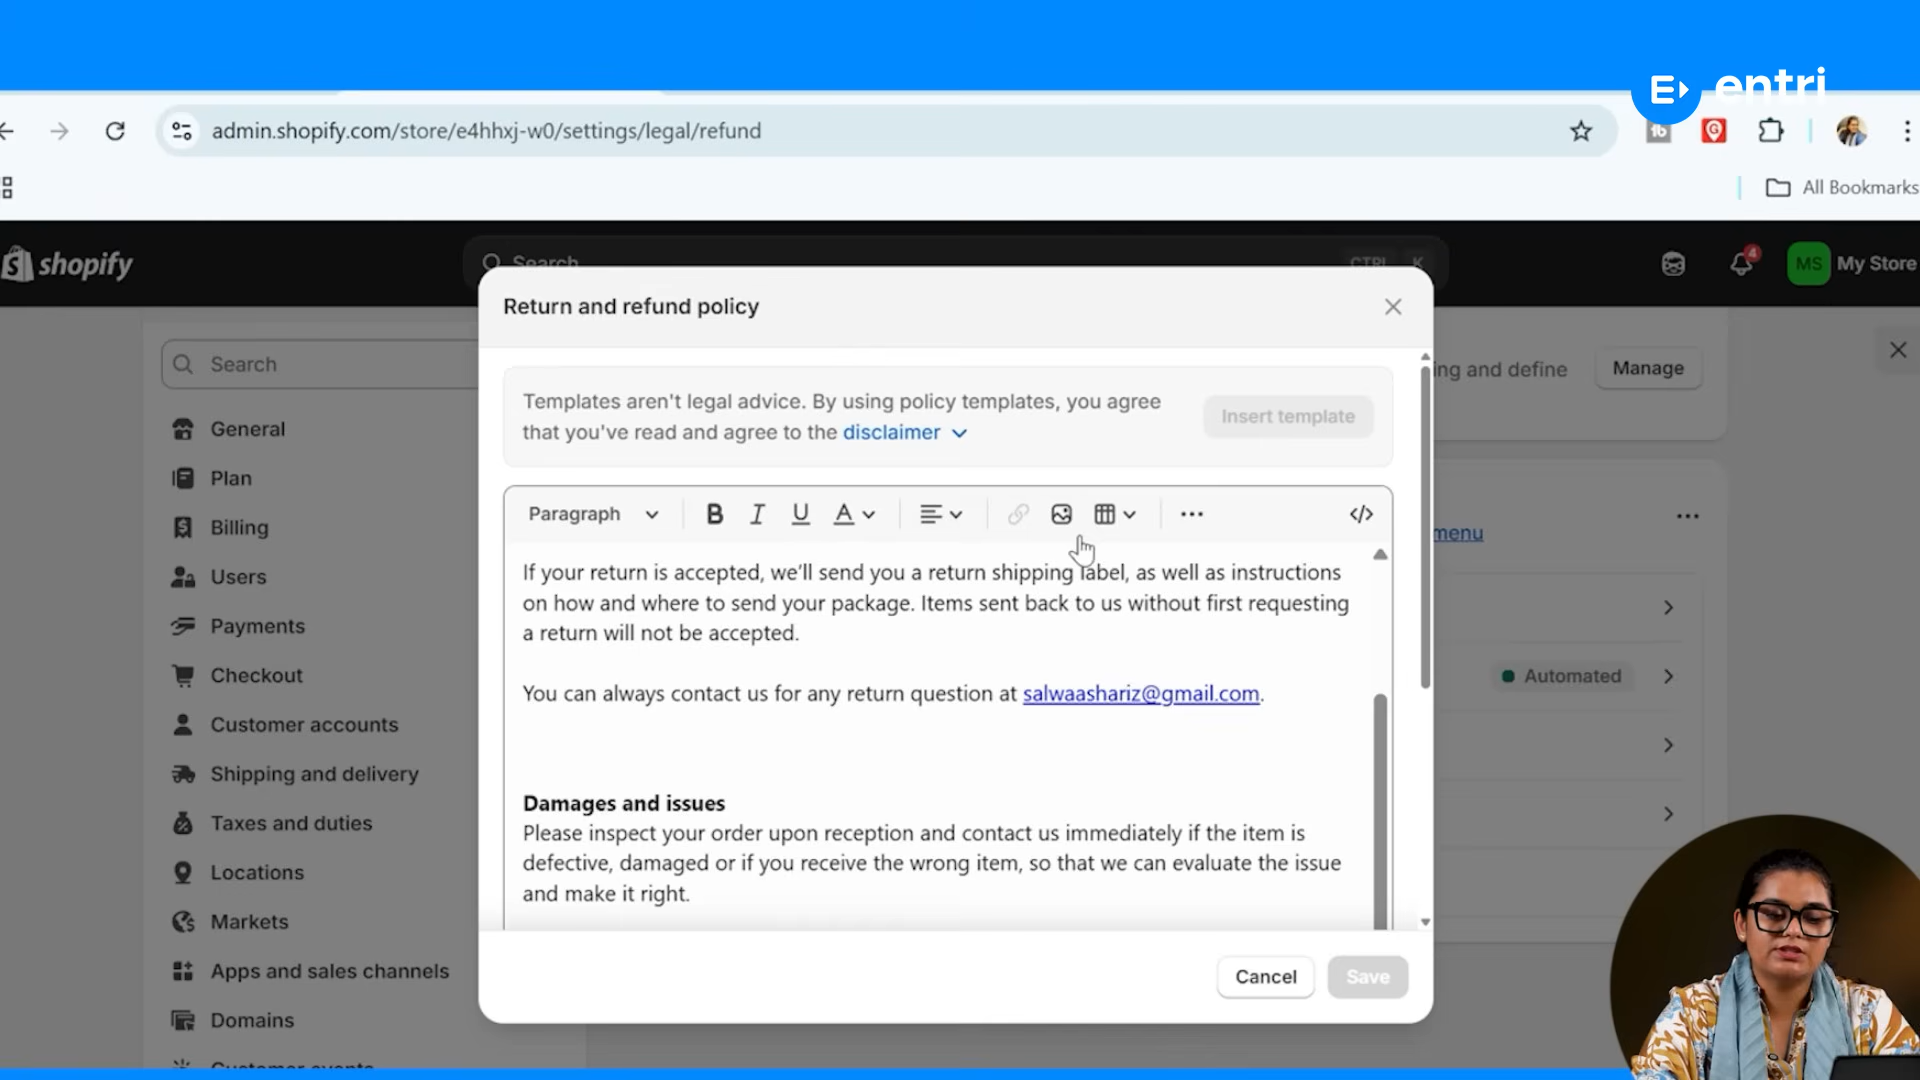 E entri
admin.shopify.com/store/e4hhxj-w0/settings/legal/refund
All Bookmarks
shopify
Search
CTRL K
4
MS My Store
Return and refund policy
Search
General
Plan
Billing
Users
Payments
Checkout
Customer accounts
Shipping and delivery
Taxes and duties
Locations
Markets
Apps and sales channels
Domains
Customer events
Templates aren't legal advice. By using policy templates, you agree
that you've read and agree to the disclaimer
Insert template
Paragraph
B I U A
If your return is accepted, we'll send you a return shipping label, as well as instructions
on how and where to send your package. Items sent back to us without first requesting
a return will not be accepted.
You can always contact us for any return question at salwaashariz@gmail.com.
Damages and issues
Please inspect your order upon reception and contact us immediately if the item is
defective, damaged or if you receive the wrong item, so that we can evaluate the issue
and make it right.
Cancel
Save
ing and define
Manage
menu
Automated